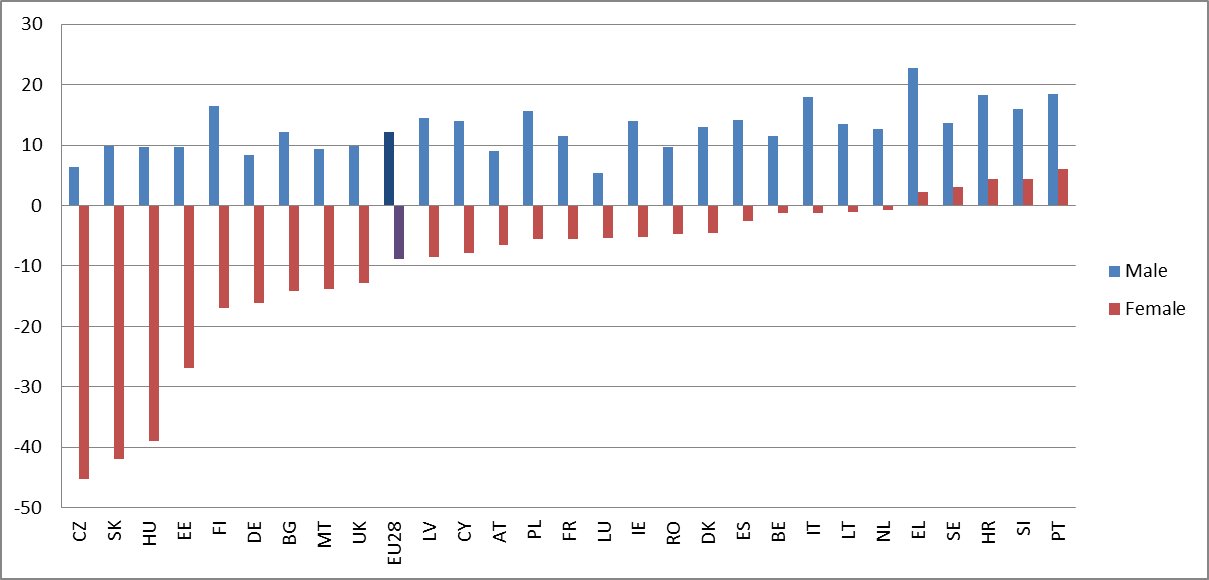 30
20
10
0
-10
-20
-30
-40
-50
CZ
SK
HU
EE
FI
DE
BG
MT
UK
EU28
LV
CY
AT
PL
FR
LU
IE
RO
DK
ES
BE
IT
LT
NL
EL
SE
HR
SI
PT
Male
Female